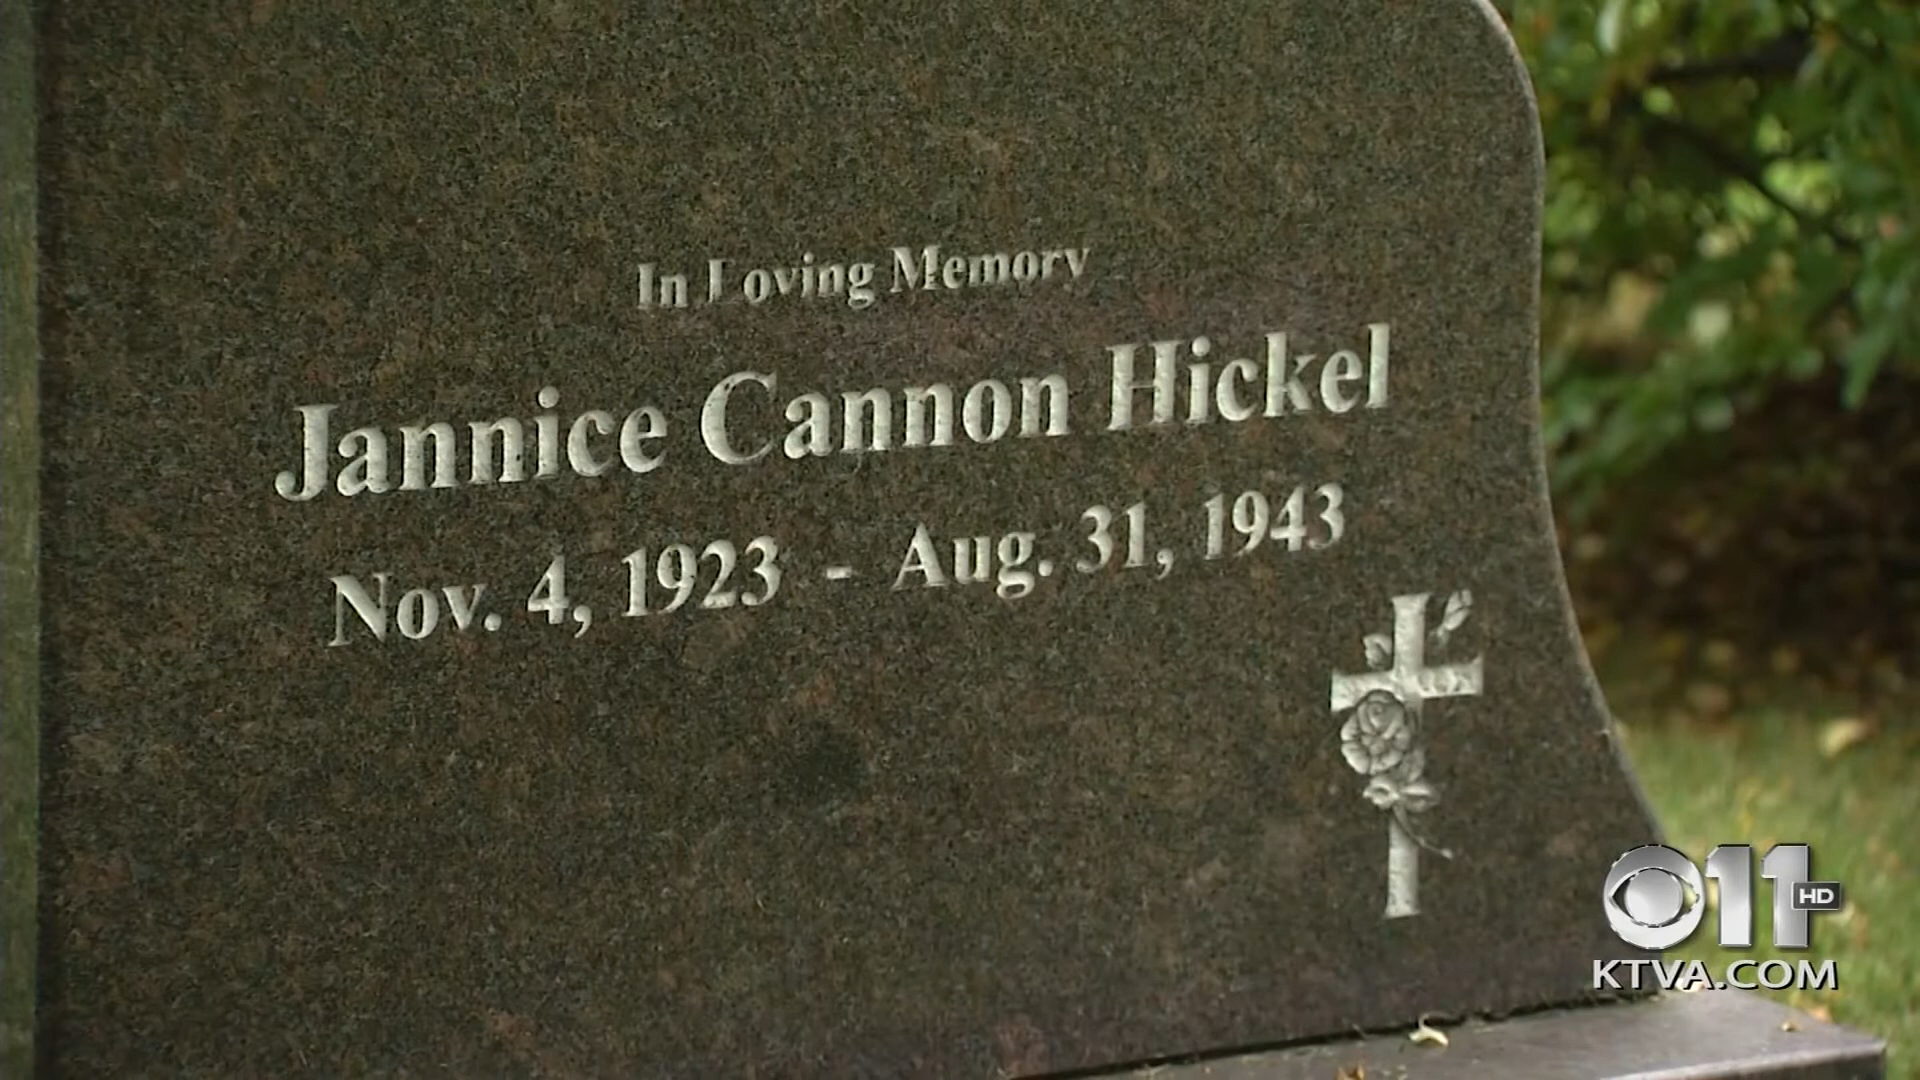 In Loving Memory
Jannice Cannon Hickel
Nov. 4, 1923 - Aug. 31, 1943
11 HD
KTVA.COM